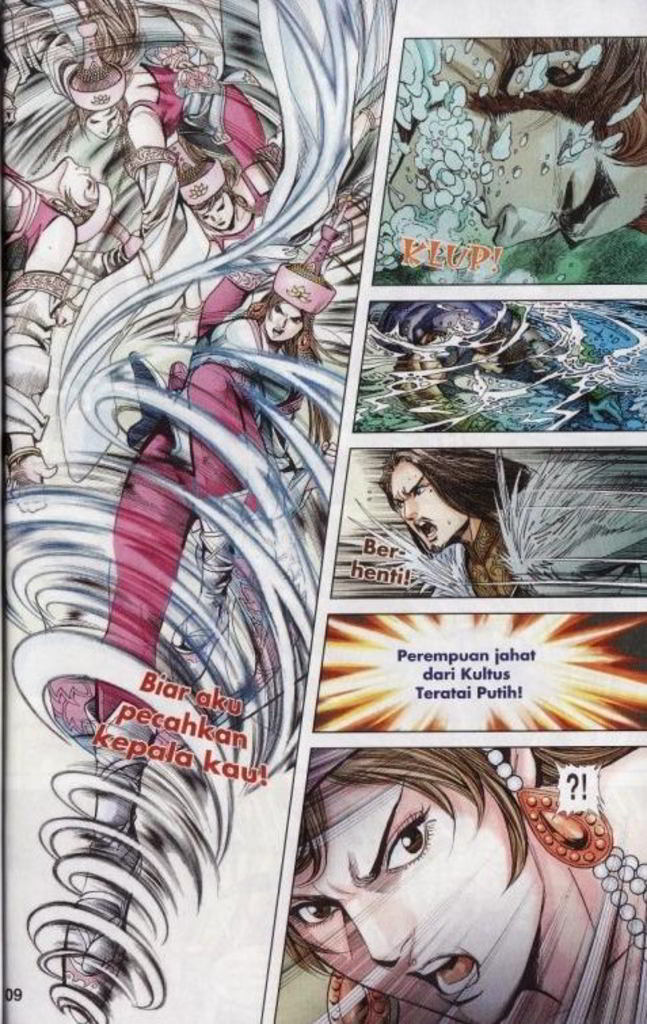 Biar aku
pecahkan
kepala kau!
KLUP!
Ber-
henti!
Perempuan jahat
dari Kultus
Teratai Putih!
?!
09